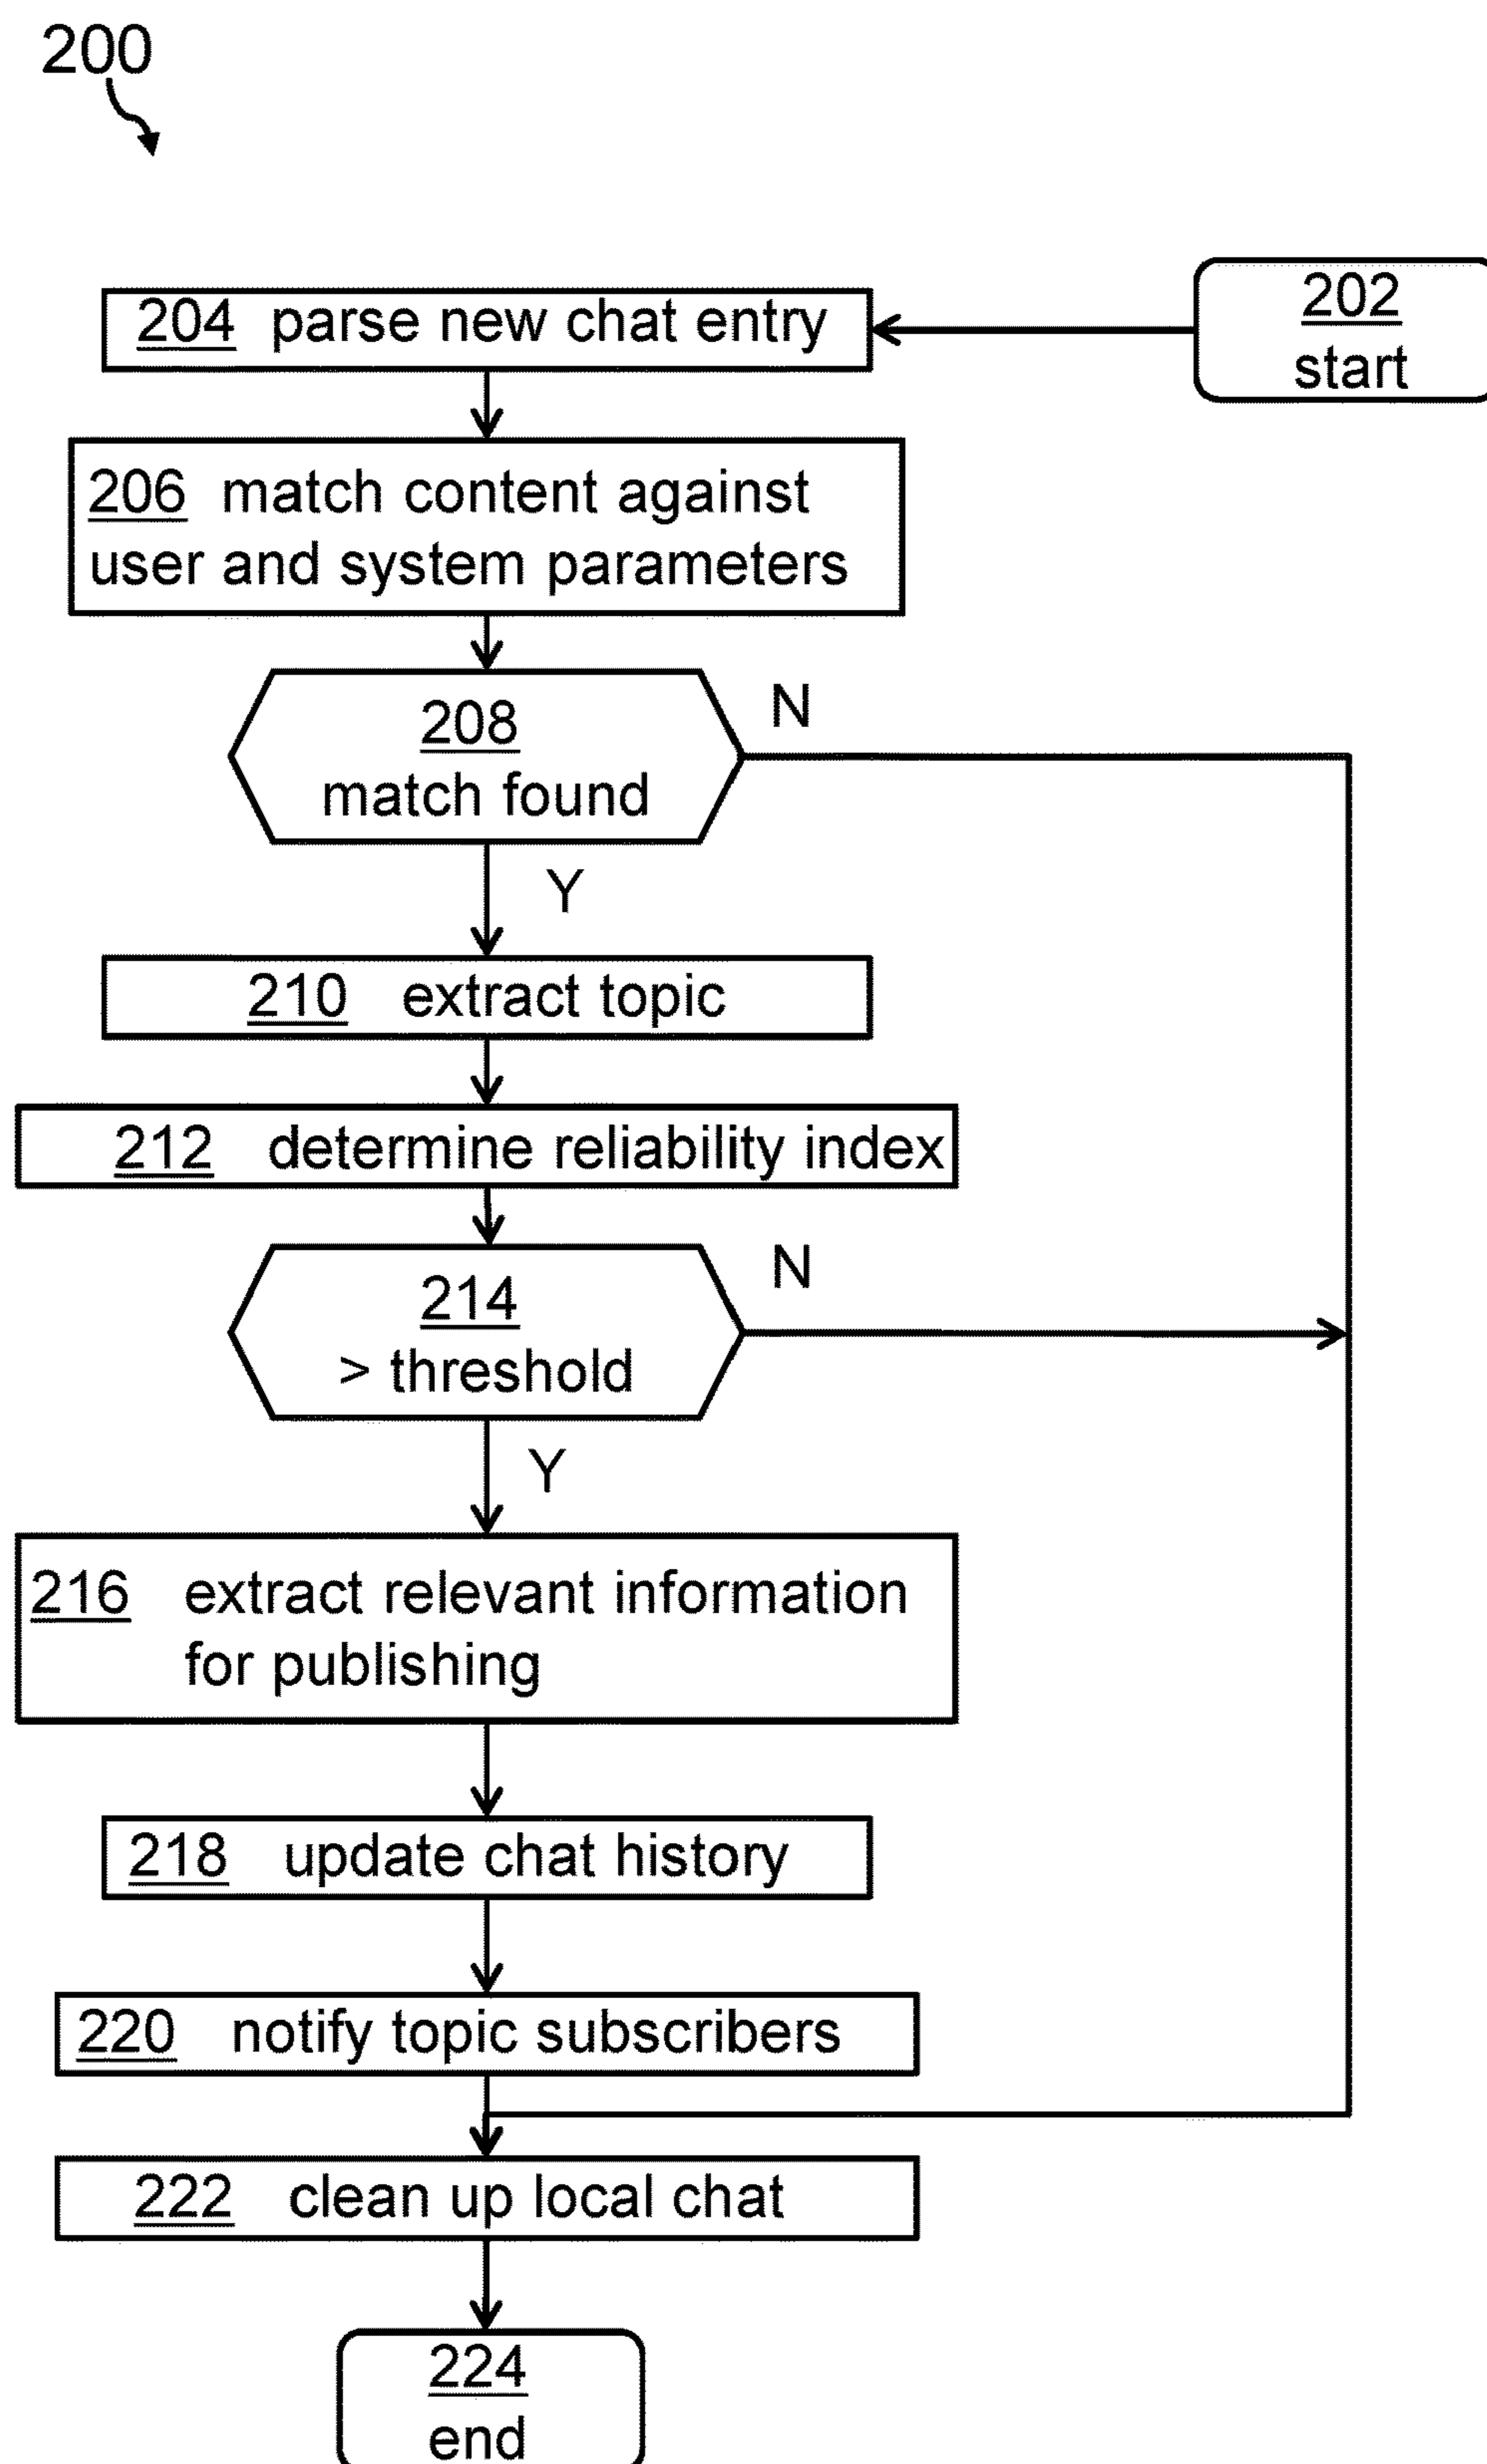 200
202
start
204 parse new chat entry
206 match content against
user and system parameters
208
match found
N
Y
210 extract topic
212 determine reliability index
214
> threshold
N
Y
216 extract relevant information
for publishing
218 update chat history
220 notify topic subscribers
222 clean up local chat
224
end